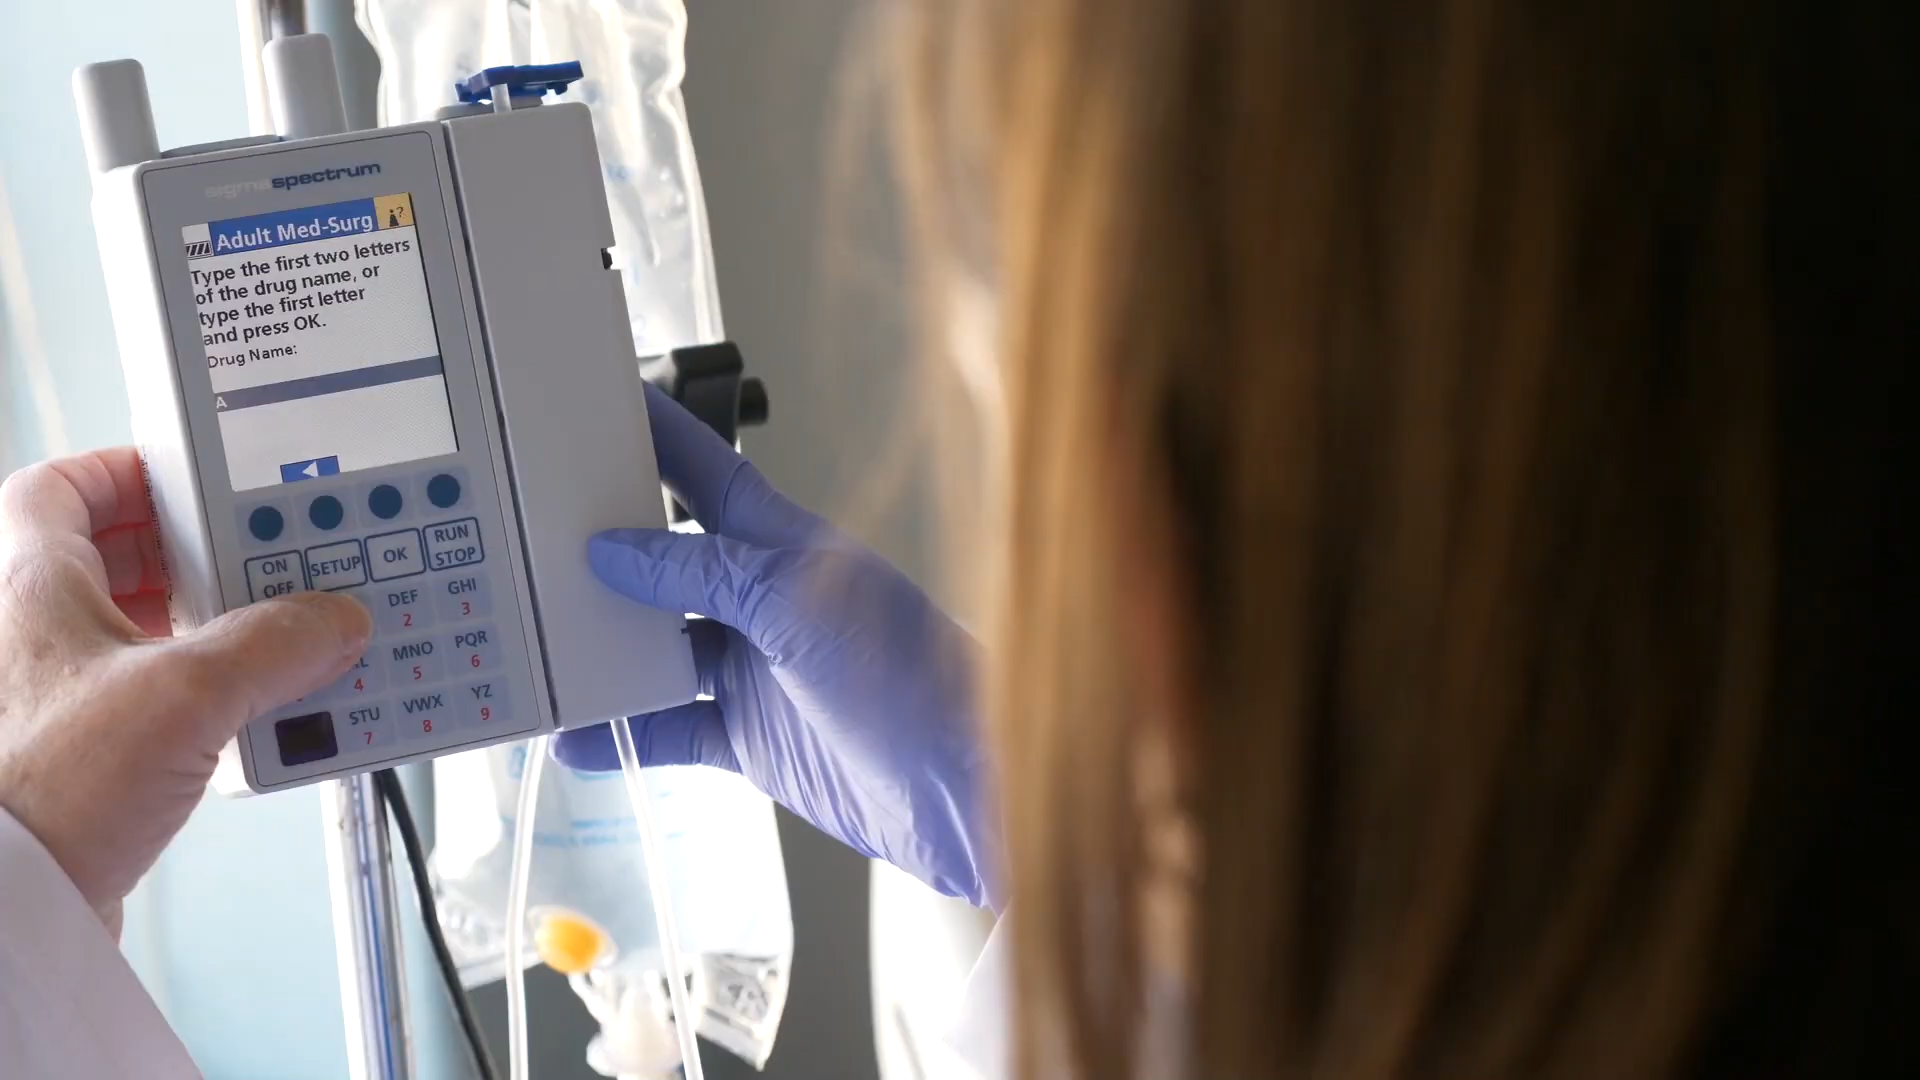 sigma spectrum
Adult Med-Surg
?
Type the first two letters
of the drug name, or
type the first letter
and press OK.
Drug Name:
A
ON
OFF
SETUP
OK
RUN
STOP
DEF
2
GHI
3
4
MNO
5
PQR
6
STU
7
VWX
8
YZ
9